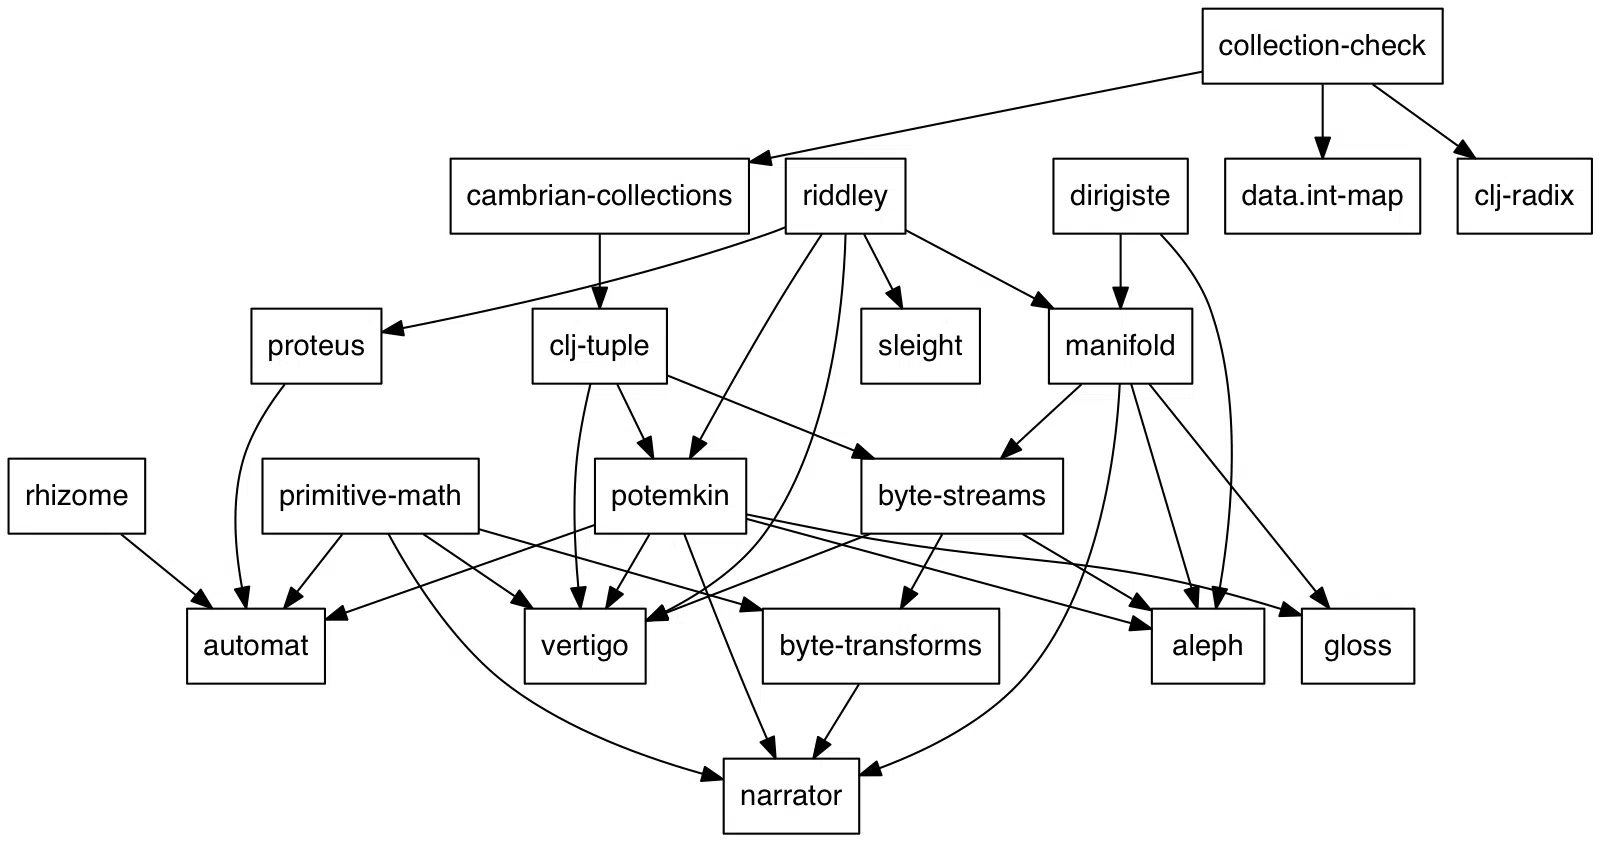 collection-check
cambrian-collections
riddley
dirigiste
data.int-map
clj-radix
proteus
clj-tuple
sleight
manifold
rhizome
primitive-math
potemkin
byte-streams
automat
vertigo
byte-transforms
aleph
gloss
narrator